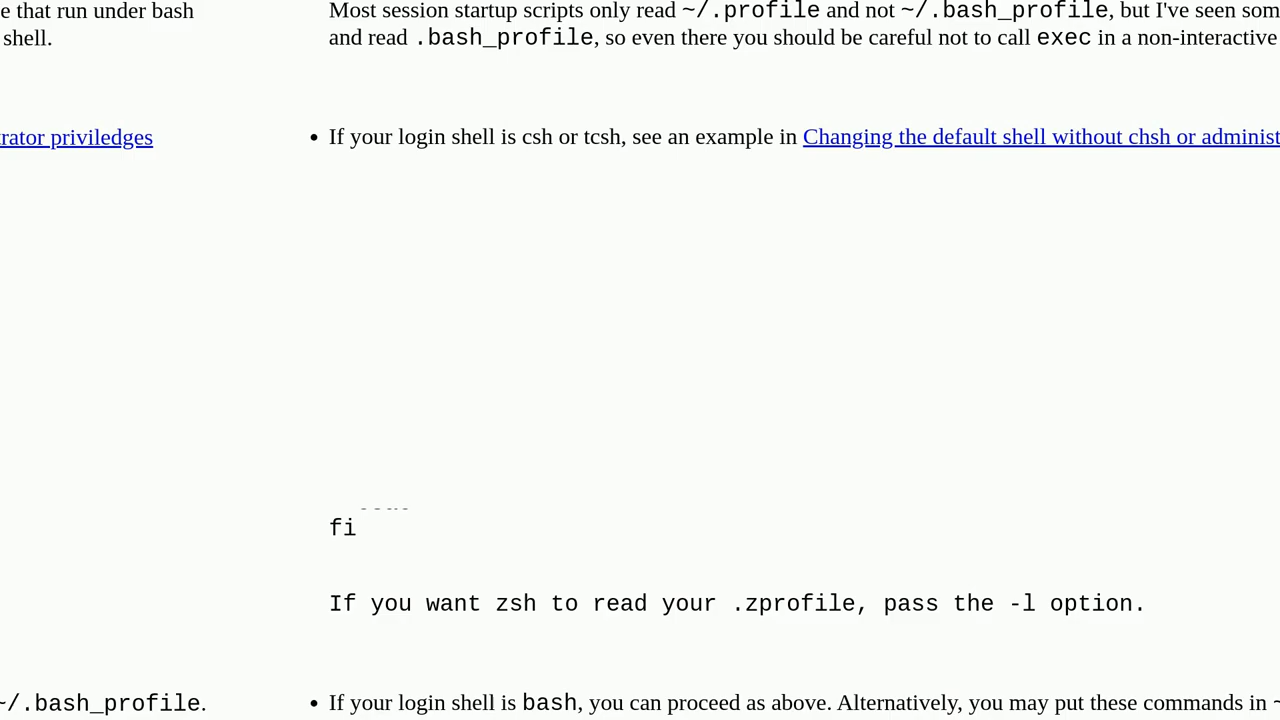 e that run under bash
shell.
rator priviledges
~/.bash_profile.
Most session startup scripts only read ~/.profile and not ~/.bash_profile, but I've seen som
and read .bash_profile, so even there you should be careful not to call exec in a non-interactive
• If your login shell is csh or tcsh, see an example in Changing the default shell without chsh or administ
fi
If you want zsh to read your .zprofile, pass the -l option.
• If your login shell is bash, you can proceed as above. Alternatively, you may put these commands in ~